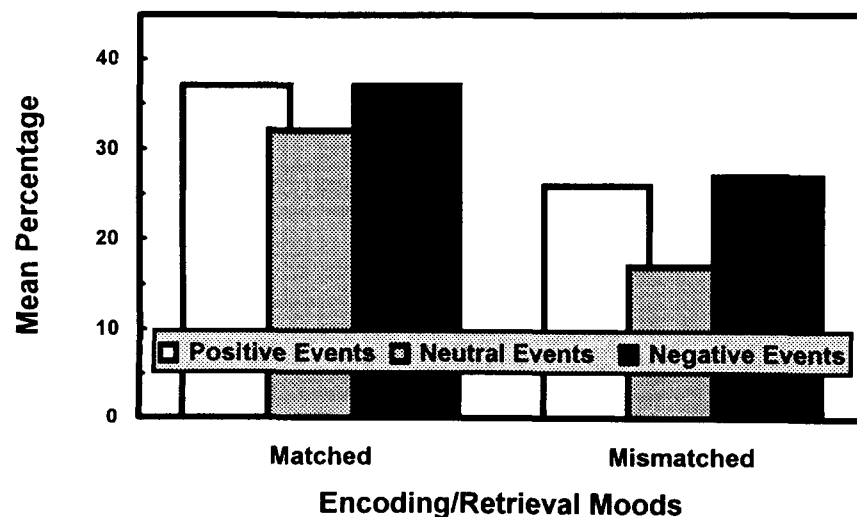 Mean Percentage
40
30
20
10
0
Positive Events Neutral Events Negative Events
Matched Mismatched
Encoding/Retrieval Moods